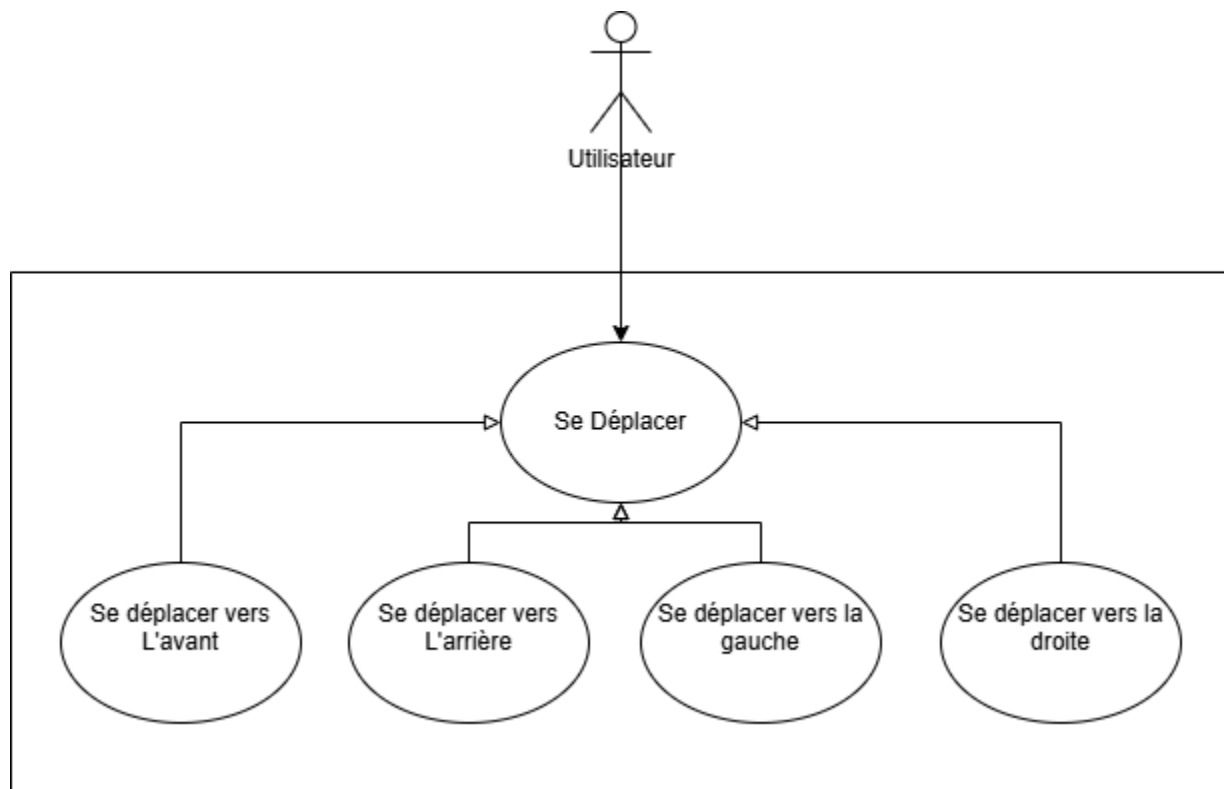 Utilisateur
Se Déplacer
Se déplacer vers
L'avant
Se déplacer vers
L'arrière
Se déplacer vers la
gauche
Se déplacer vers la
droite